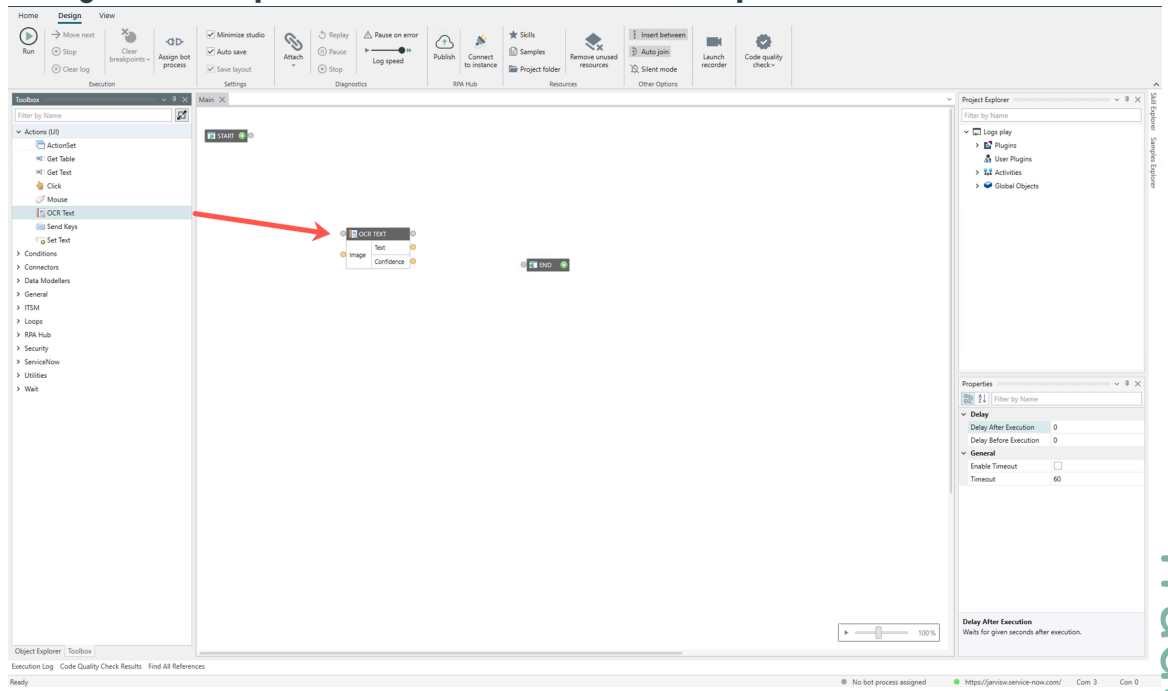 Home Design View
Run
Move next
Stop
Clear log
Clear breakpoints
Assign bot process
Execution
Minimize studio
Auto save
Save layout
Settings
Attach
Replay
Pause
Stop
Pause on error
Log speed
Diagnostics
Publish
Connect to instance
RPA Hub
Skills
Samples
Project folder
Remove unused resources
Resources
Insert between
Auto join
Silent mode
Other Options
Launch recorder
Code quality check
Toolbox
Filter by Name
Actions (UI)
ActionSet
Get Table
Get Text
Click
Mouse
OCR Text
Send Keys
Set Text
Conditions
Connectors
Data Modellers
General
ITSM
Loops
RPA Hub
Security
ServiceNow
Utilities
Wait
Object Explorer Toolbox
Main
START
OCR TEXT
Image
Text
Confidence
END
100%
Project Explorer
Filter by Name
Logs play
Plugins
User Plugins
Activities
Global Objects
Skill Explorer
Samples Explorer
Properties
Filter by Name
Delay
Delay After Execution 0
Delay Before Execution 0
General
Enable Timeout
Timeout 60
Delay After Execution
Waits for given seconds after execution.
Execution Log Code Quality Check Results Find All References
Ready
No bot process assigned https://jarvisw.service-now.com/ Com 3 Con 0